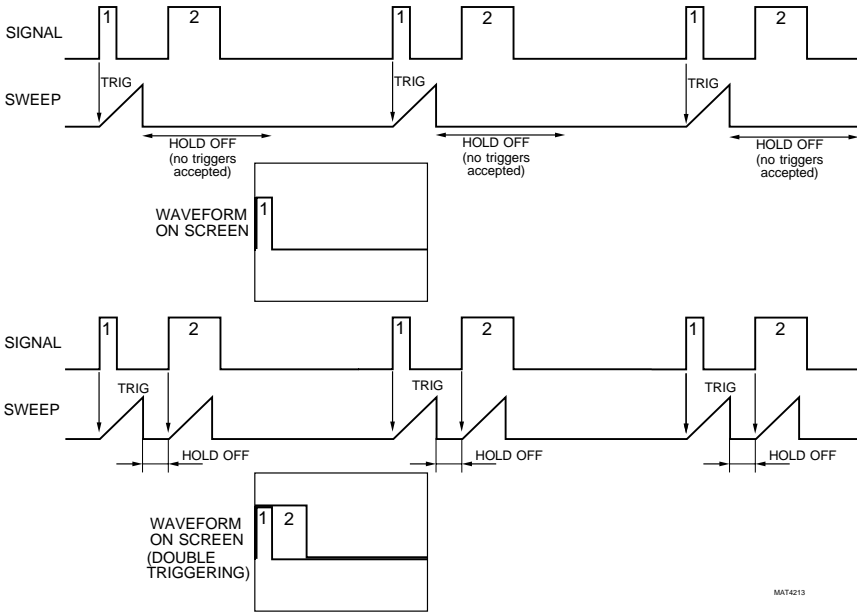 1 2 1 2 1 2
SIGNAL
TRIG TRIG TRIG
SWEEP
HOLD OFF
(no triggers
accepted)
HOLD OFF
(no triggers
accepted)
HOLD OFF
(no triggers
accepted)
1
WAVEFORM
ON SCREEN
1 2 1 2 1 2
SIGNAL
TRIG TRIG TRIG
SWEEP
HOLD OFF HOLD OFF HOLD OFF
1 2
WAVEFORM
ON SCREEN
(DOUBLE
TRIGGERING)
MAT4213